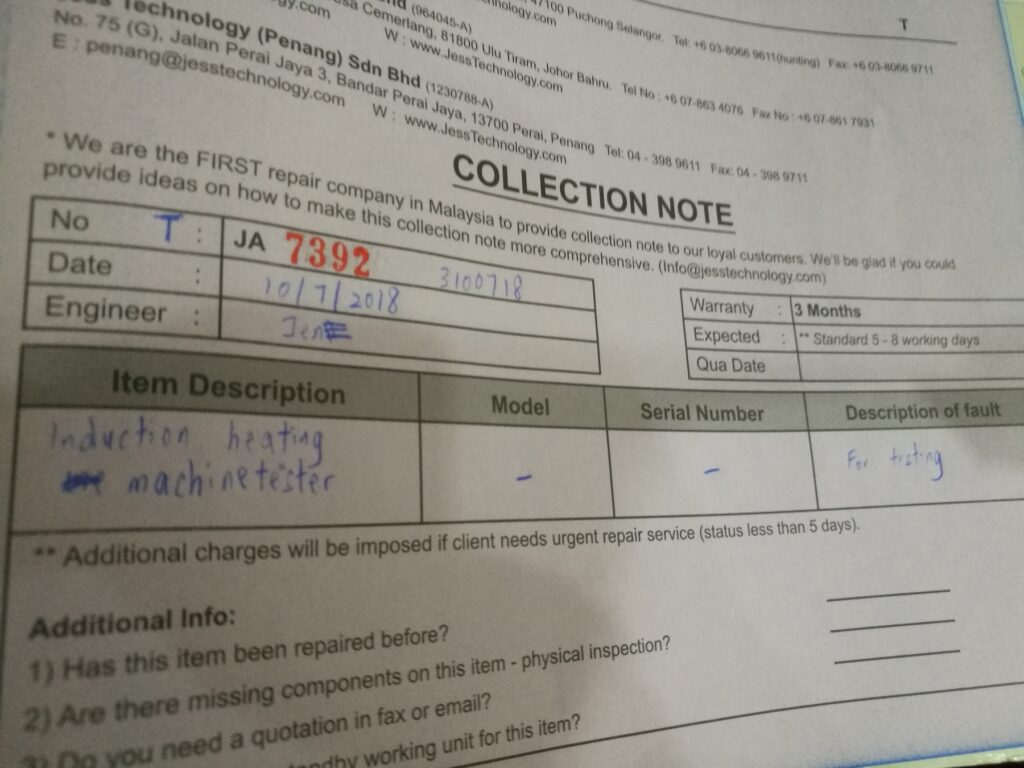 (964045-A) 47100 Puchong Selangor. Tel: +6 03-8066 9611(hunting) Fax: +6 03-8066 9711
T
Cemerlang, 81800 Ulu Tiram, Johor Bahru. Tel No : +6 07-863 4076 Fax No : +6 07-861 7931
W : www.JessTechnology.com
Technology (Penang) Sdn Bhd (1230788-A)
No. 75 (G), Jalan Perai Jaya 3, Bandar Perai Jaya, 13700 Perai, Penang Tel: 04 - 398 9611 Fax: 04 - 398 9711
E : penang@jesstechnology.com W : www.JessTechnology.com
COLLECTION NOTE
* We are the FIRST repair company in Malaysia to provide collection note to our loyal customers. We'll be glad if you could
provide ideas on how to make this collection note more comprehensive. (Info@jesstechnology.com)
No T : JA 7392 3100718
Date : 10/7/2018
Engineer : Jen
Warranty : 3 Months
Expected : ** Standard 5 - 8 working days
Qua Date
Item Description Model Serial Number Description of fault
Induction heating - - For testing
machine tester
** Additional charges will be imposed if client needs urgent repair service (status less than 5 days).
Additional Info:
1) Has this item been repaired before?
2) Are there missing components on this item - physical inspection?
3) Do you need a quotation in fax or email?
working unit for this item?